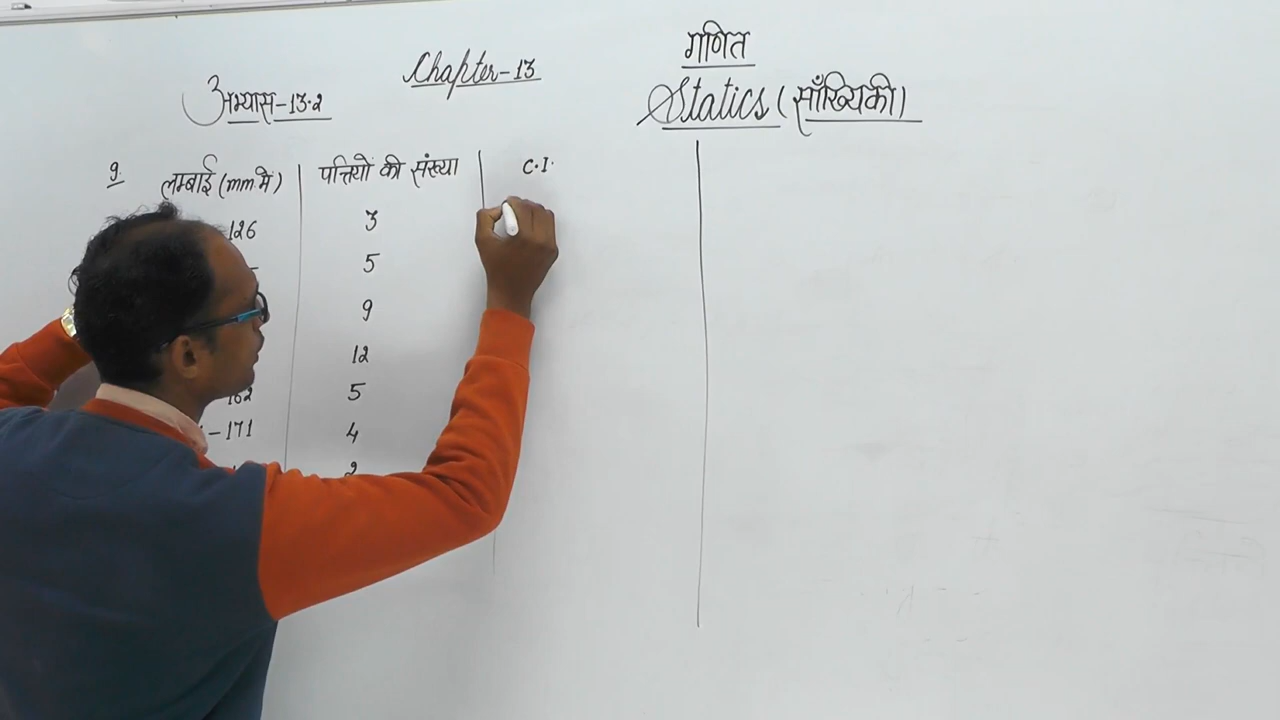 गणित
Chapter-13
Statics (साँख्यिकी)
अभ्यास-13.2
9.
लम्बाई (mm में) पत्तियों की संख्या C.I.
126 3
5
9
12
162 5
-171 4
2